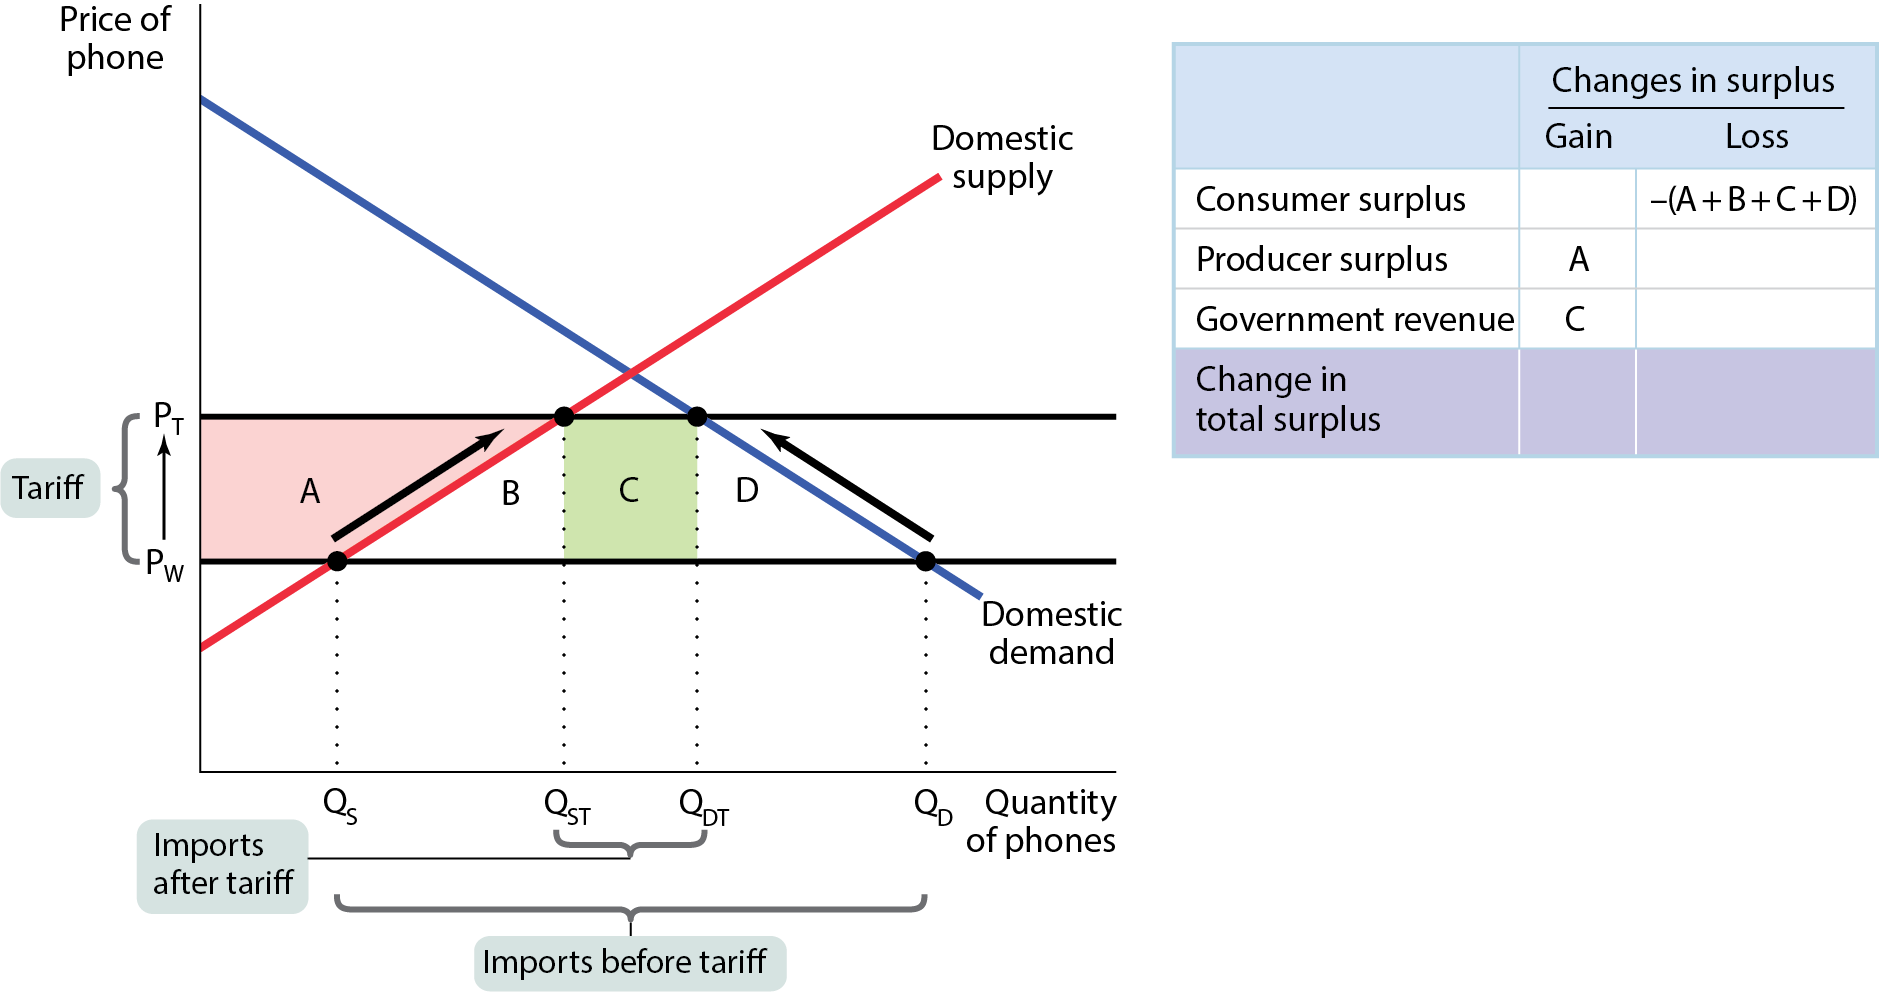 Price of
phone
Domestic
supply
P_T
Tariff
A
B
C
D
P_W
Domestic
demand
Q_S
Q_ST
Q_DT
Q_D
Quantity
of phones
Imports
after tariff
Imports before tariff
Changes in surplus
Gain Loss
Consumer surplus –(A + B + C + D)
Producer surplus A
Government revenue C
Change in
total surplus